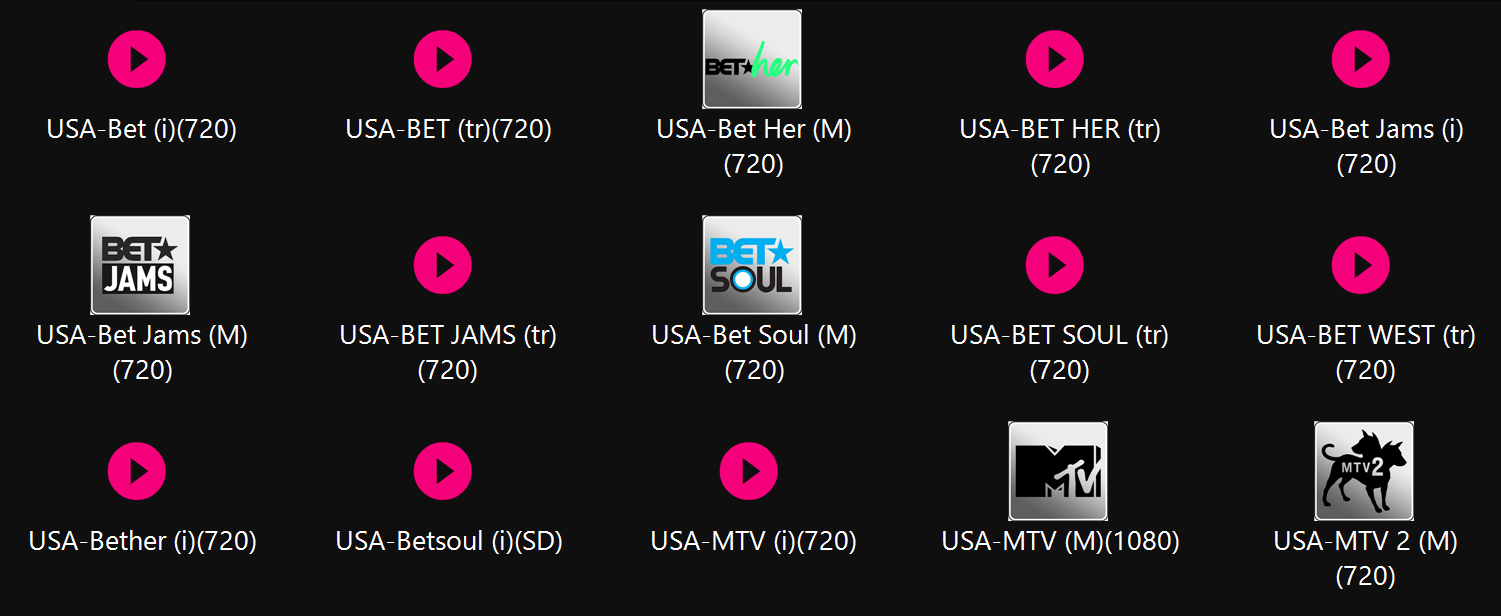 BET★her
USA-Bet (i)(720)
USA-BET (tr)(720)
USA-Bet Her (M)
(720)
USA-BET HER (tr)
(720)
USA-Bet Jams (i)
(720)
BET★
JAMS
BET★
SOUL
USA-Bet Jams (M)
(720)
USA-BET JAMS (tr)
(720)
USA-Bet Soul (M)
(720)
USA-BET SOUL (tr)
(720)
USA-BET WEST (tr)
(720)
MTV
MTV2
USA-Bether (i)(720)
USA-Betsoul (i)(SD)
USA-MTV (i)(720)
USA-MTV (M)(1080)
USA-MTV 2 (M)
(720)